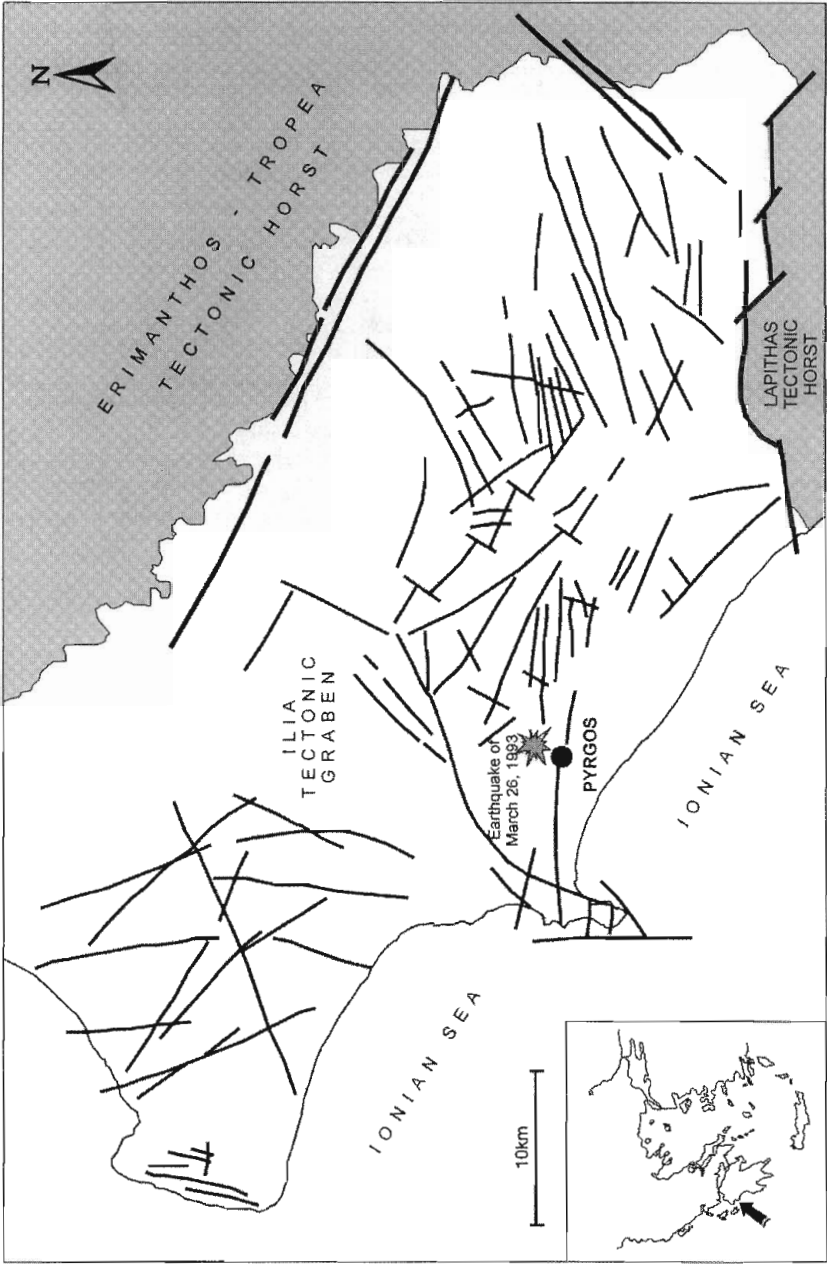 N
ERIMANTHOS - TROPEA
TECTONIC HORST
LAPITHAS
TECTONIC
HORST
ILIA
TECTONIC
GRABEN
Earthquake of
March 26, 1993
PYRGOS
IONIAN SEA
IONIAN SEA
10km